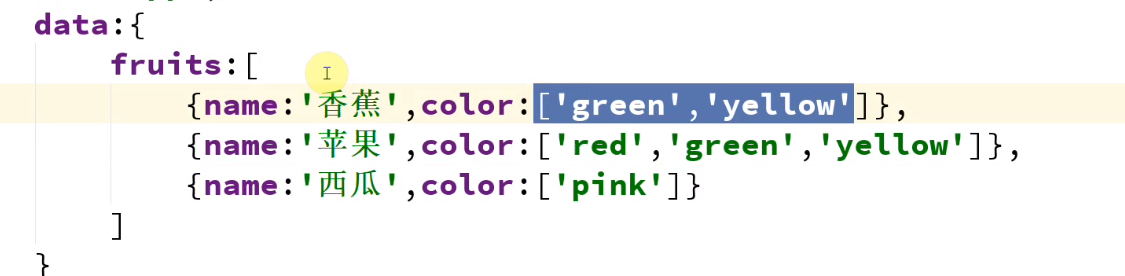 data:{
fruits:[
{name:'香蕉',color:['green','yellow']},
{name:'苹果',color:['red','green','yellow']},
{name:'西瓜',color:['pink']}
]
}